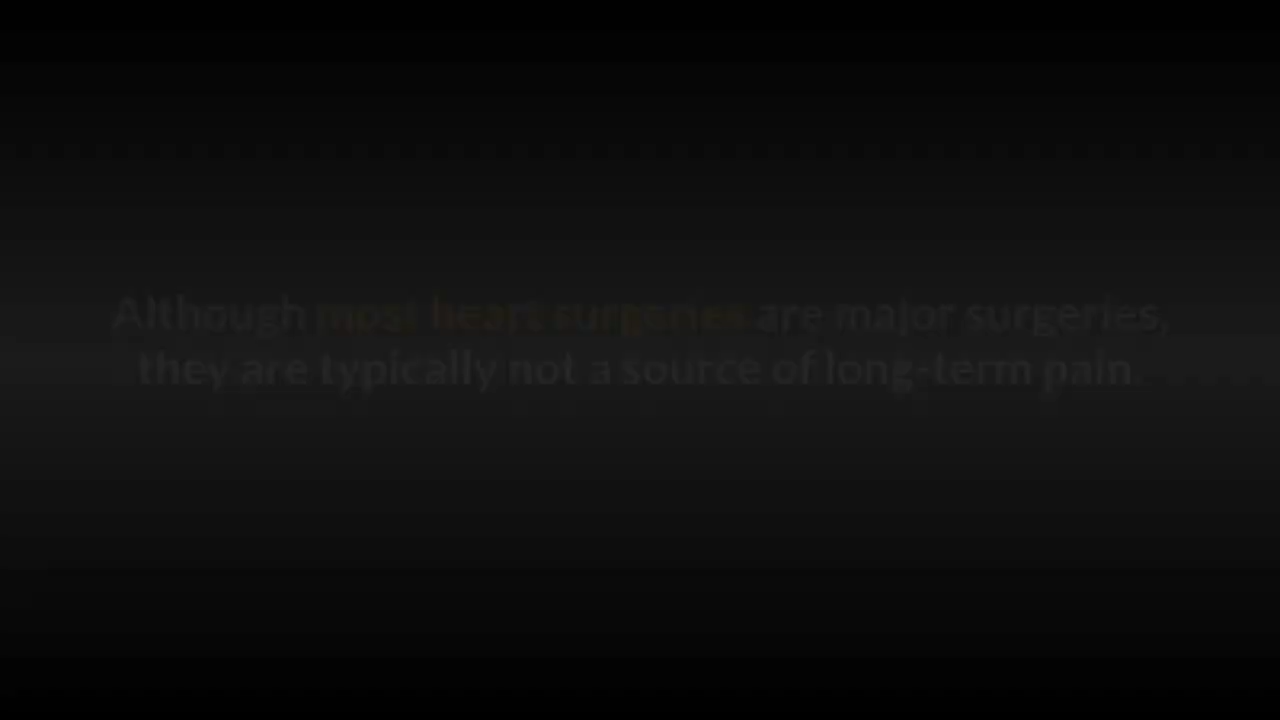 Although most heart surgeries are major surgeries,
they are typically not a source of long-term pain.